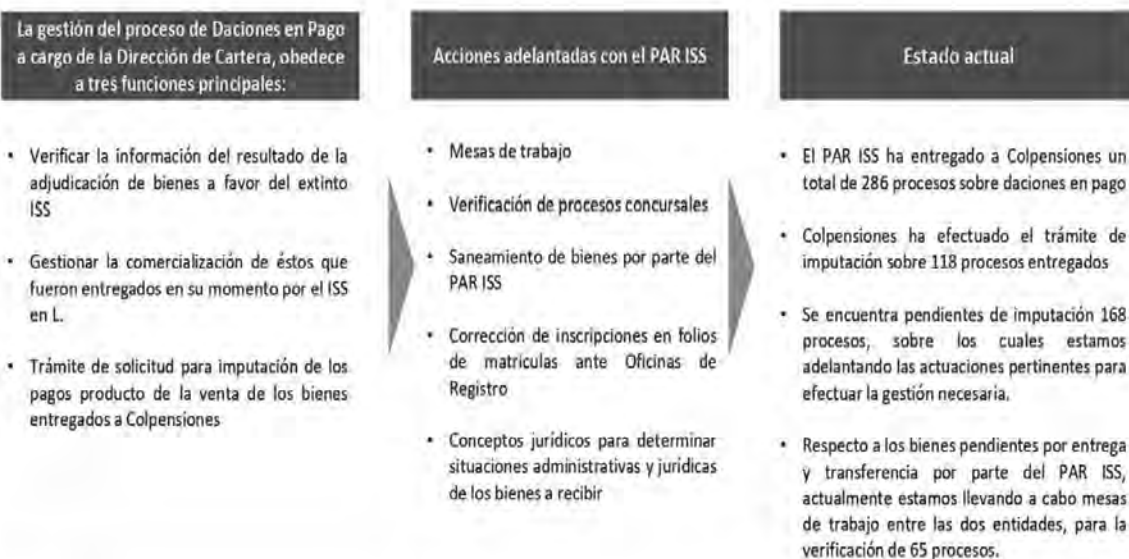 La gestión del proceso de Daciones en Pago
a cargo de la Dirección de Cartera, obedece
a tres funciones principales:
• Verificar la información del resultado de la
adjudicación de bienes a favor del extinto
ISS
• Gestionar la comercialización de éstos que
fueron entregados en su momento por el ISS
en L.
• Trámite de solicitud para imputación de los
pagos producto de la venta de los bienes
entregados a Colpensiones
Acciones adelantadas con el PAR ISS
• Mesas de trabajo
• Verificación de procesos concursales
• Saneamiento de bienes por parte del
PAR ISS
• Corrección de inscripciones en folios
de matrículas ante Oficinas de
Registro
• Conceptos jurídicos para determinar
situaciones administrativas y jurídicas
de los bienes a recibir
Estado actual
• El PAR ISS ha entregado a Colpensiones un
total de 286 procesos sobre daciones en pago
• Colpensiones ha efectuado el trámite de
imputación sobre 118 procesos entregados
• Se encuentra pendientes de imputación 168
procesos, sobre los cuales estamos
adelantando las actuaciones pertinentes para
efectuar la gestión necesaria.
• Respecto a los bienes pendientes por entrega
y transferencia por parte del PAR ISS,
actualmente estamos llevando a cabo mesas
de trabajo entre las dos entidades, para la
verificación de 65 procesos.